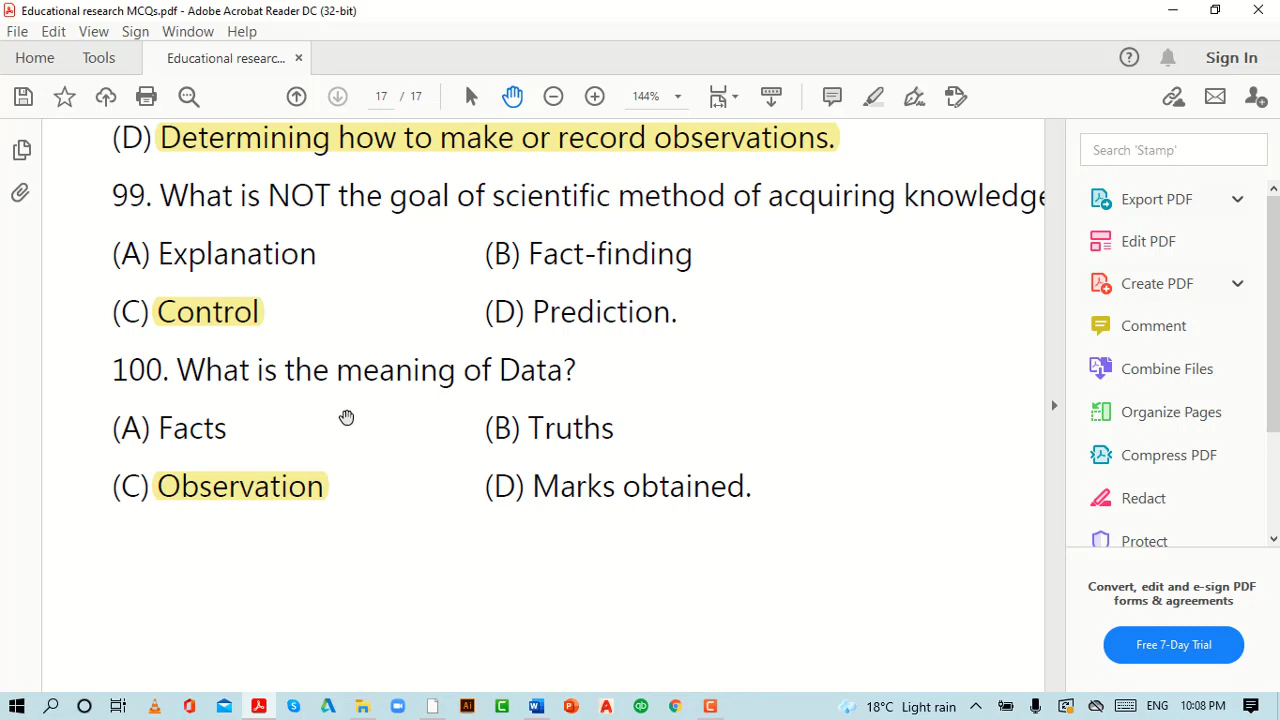 Educational research MCQs.pdf - Adobe Acrobat Reader DC (32-bit)
File Edit View Sign Window Help
Home Tools Educational researc... × Sign In
17 / 17 144%
(D) Determining how to make or record observations.
99. What is NOT the goal of scientific method of acquiring knowledge
(A) Explanation (B) Fact-finding
(C) Control (D) Prediction.
100. What is the meaning of Data?
(A) Facts (B) Truths
(C) Observation (D) Marks obtained.
Search 'Stamp'
Export PDF
Edit PDF
Create PDF
Comment
Combine Files
Organize Pages
Compress PDF
Redact
Protect
Convert, edit and e-sign PDF
forms & agreements
Free 7-Day Trial
18°C Light rain ENG 10:08 PM